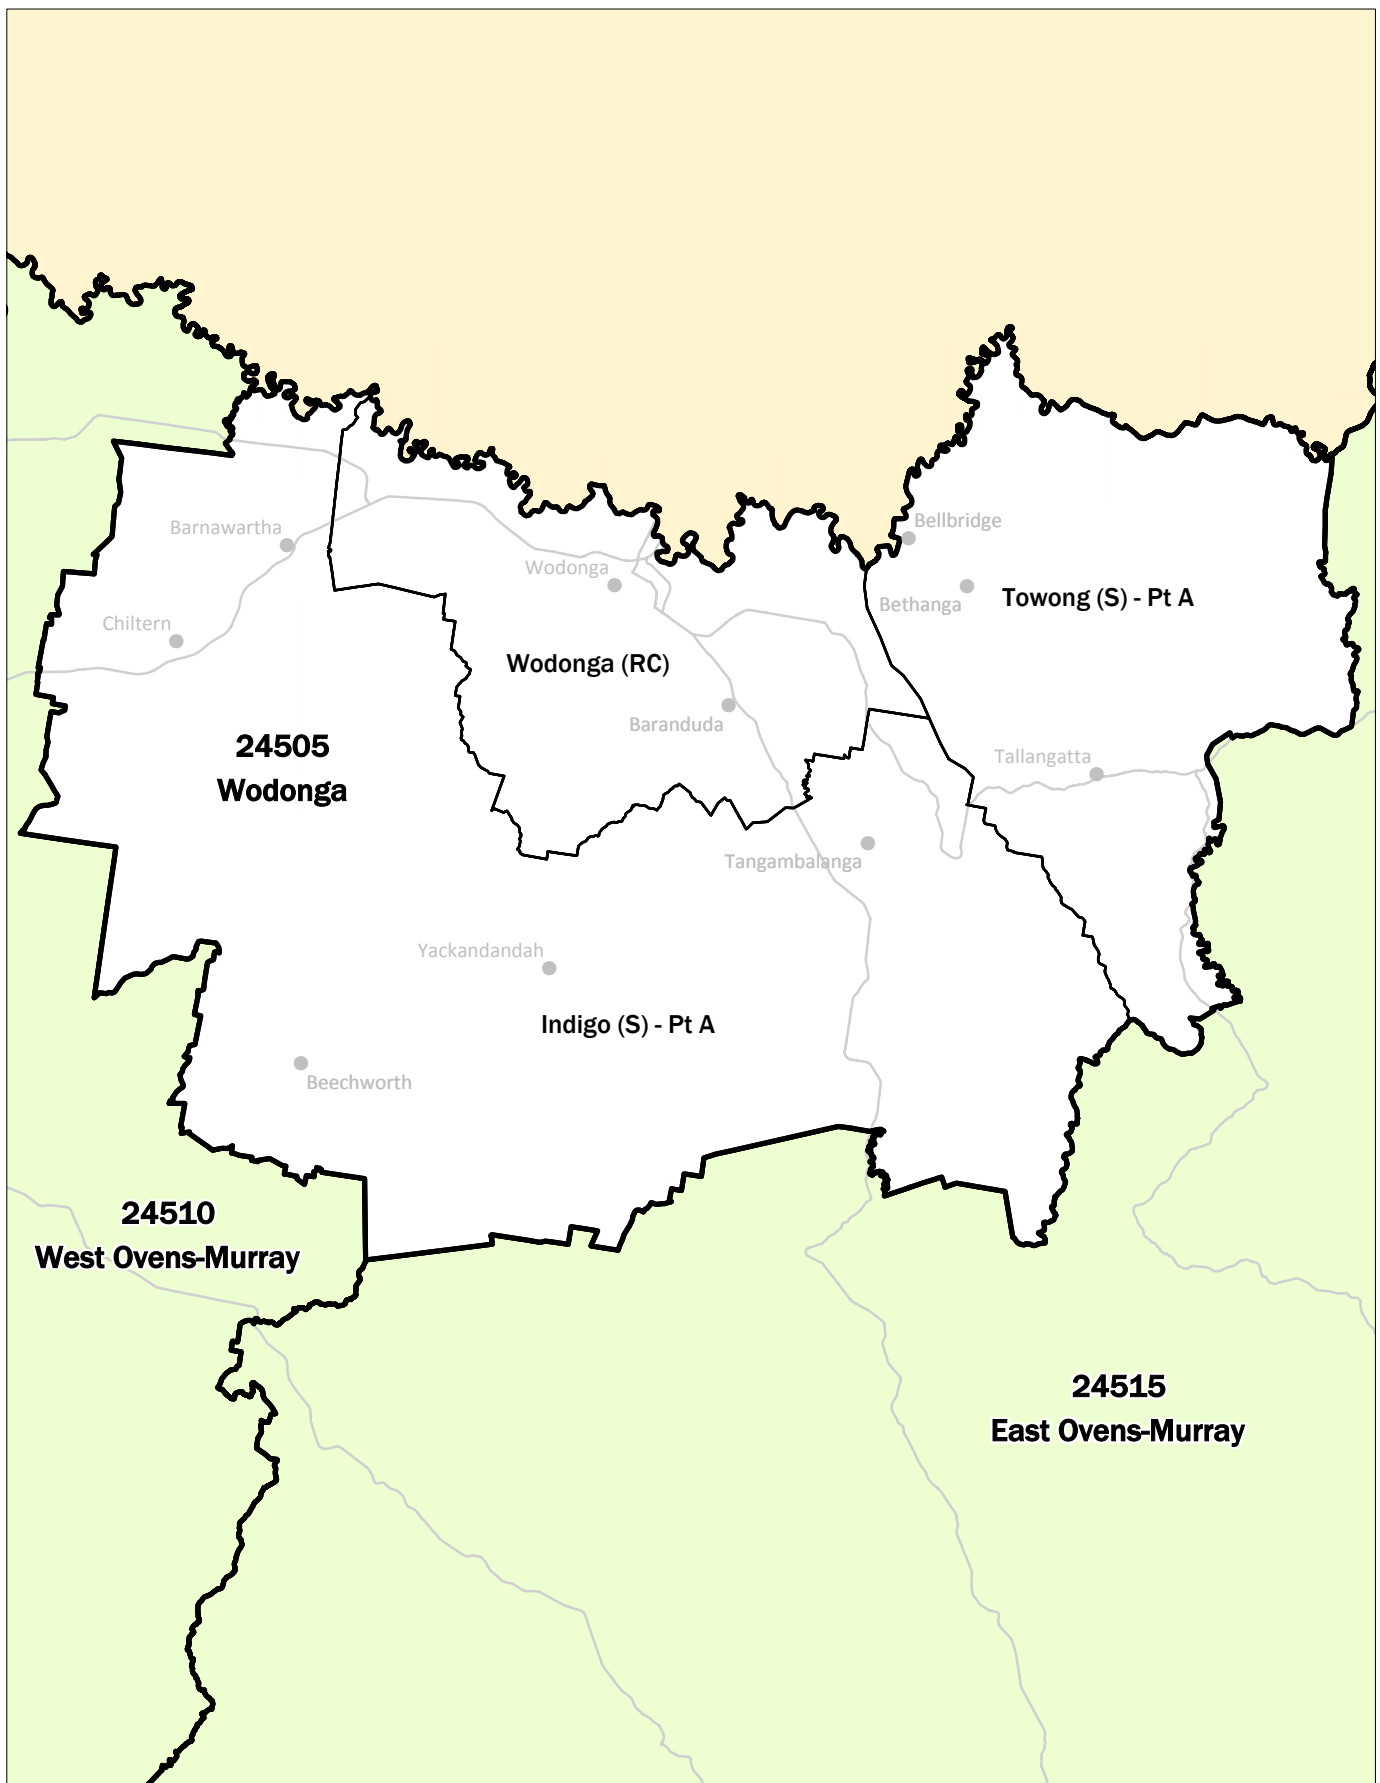 Bellbridge
Barnawartha
Wodonga
Bethanga
Towong (S) - Pt A
Chiltern
Wodonga (RC)
Baranduda
24505
Wodonga
Tallangatta
Tangambalanga
Yackandandah
Indigo (S) - Pt A
Beechworth
24510
West Ovens-Murray
24515
East Ovens-Murray